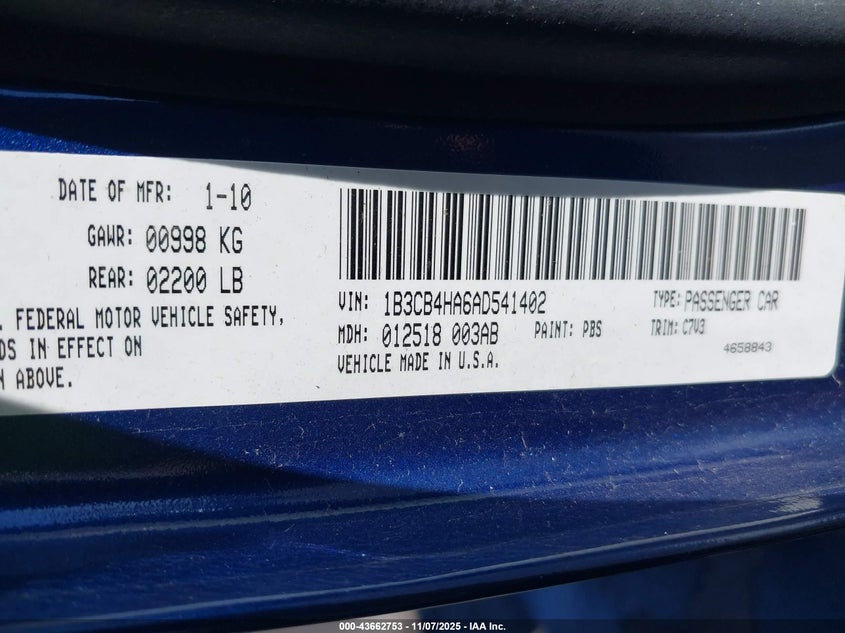 DATE OF MFR: 1-10
GAWR: 00998 KG
REAR: 02200 LB
. FEDERAL MOTOR VEHICLE SAFETY,
DS IN EFFECT ON
N ABOVE.
VIN: 1B3CB4HA6AD541402 TYPE: PASSENGER CAR
MDH: 012518 003AB PAINT: PBS TRIM: C7V3
VEHICLE MADE IN U.S.A. 4658843
000-43662753 - 11/07/2025 - IAA Inc.